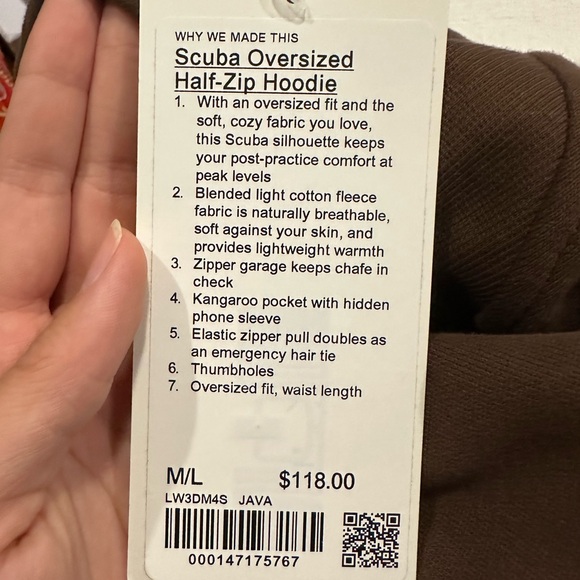 WHY WE MADE THIS
Scuba Oversized
Half-Zip Hoodie
1. With an oversized fit and the
soft, cozy fabric you love,
this Scuba silhouette keeps
your post-practice comfort at
peak levels
2. Blended light cotton fleece
fabric is naturally breathable,
soft against your skin, and
provides lightweight warmth
3. Zipper garage keeps chafe in
check
4. Kangaroo pocket with hidden
phone sleeve
5. Elastic zipper pull doubles as
an emergency hair tie
6. Thumbholes
7. Oversized fit, waist length
M/L $118.00
LW3DM4S JAVA
000147175767